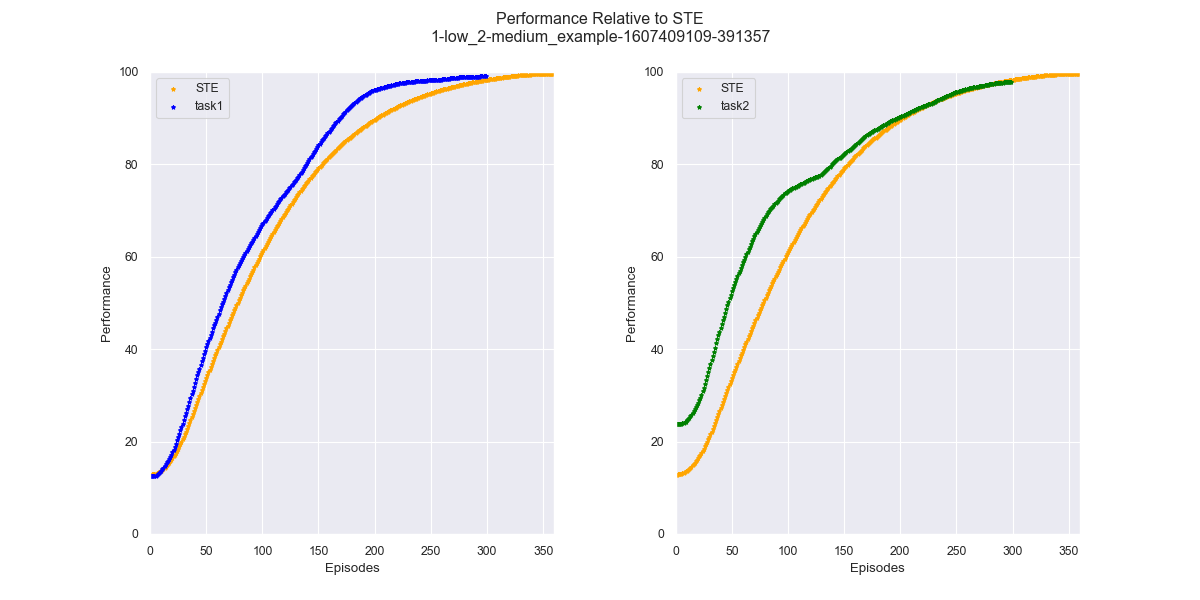 Performance Relative to STE
1-low_2-medium_example-1607409109-391357
STE
task1
Performance
100
80
60
40
20
0
0 50 100 150 200 250 300 350
Episodes
STE
task2
Performance
100
80
60
40
20
0
0 50 100 150 200 250 300 350
Episodes